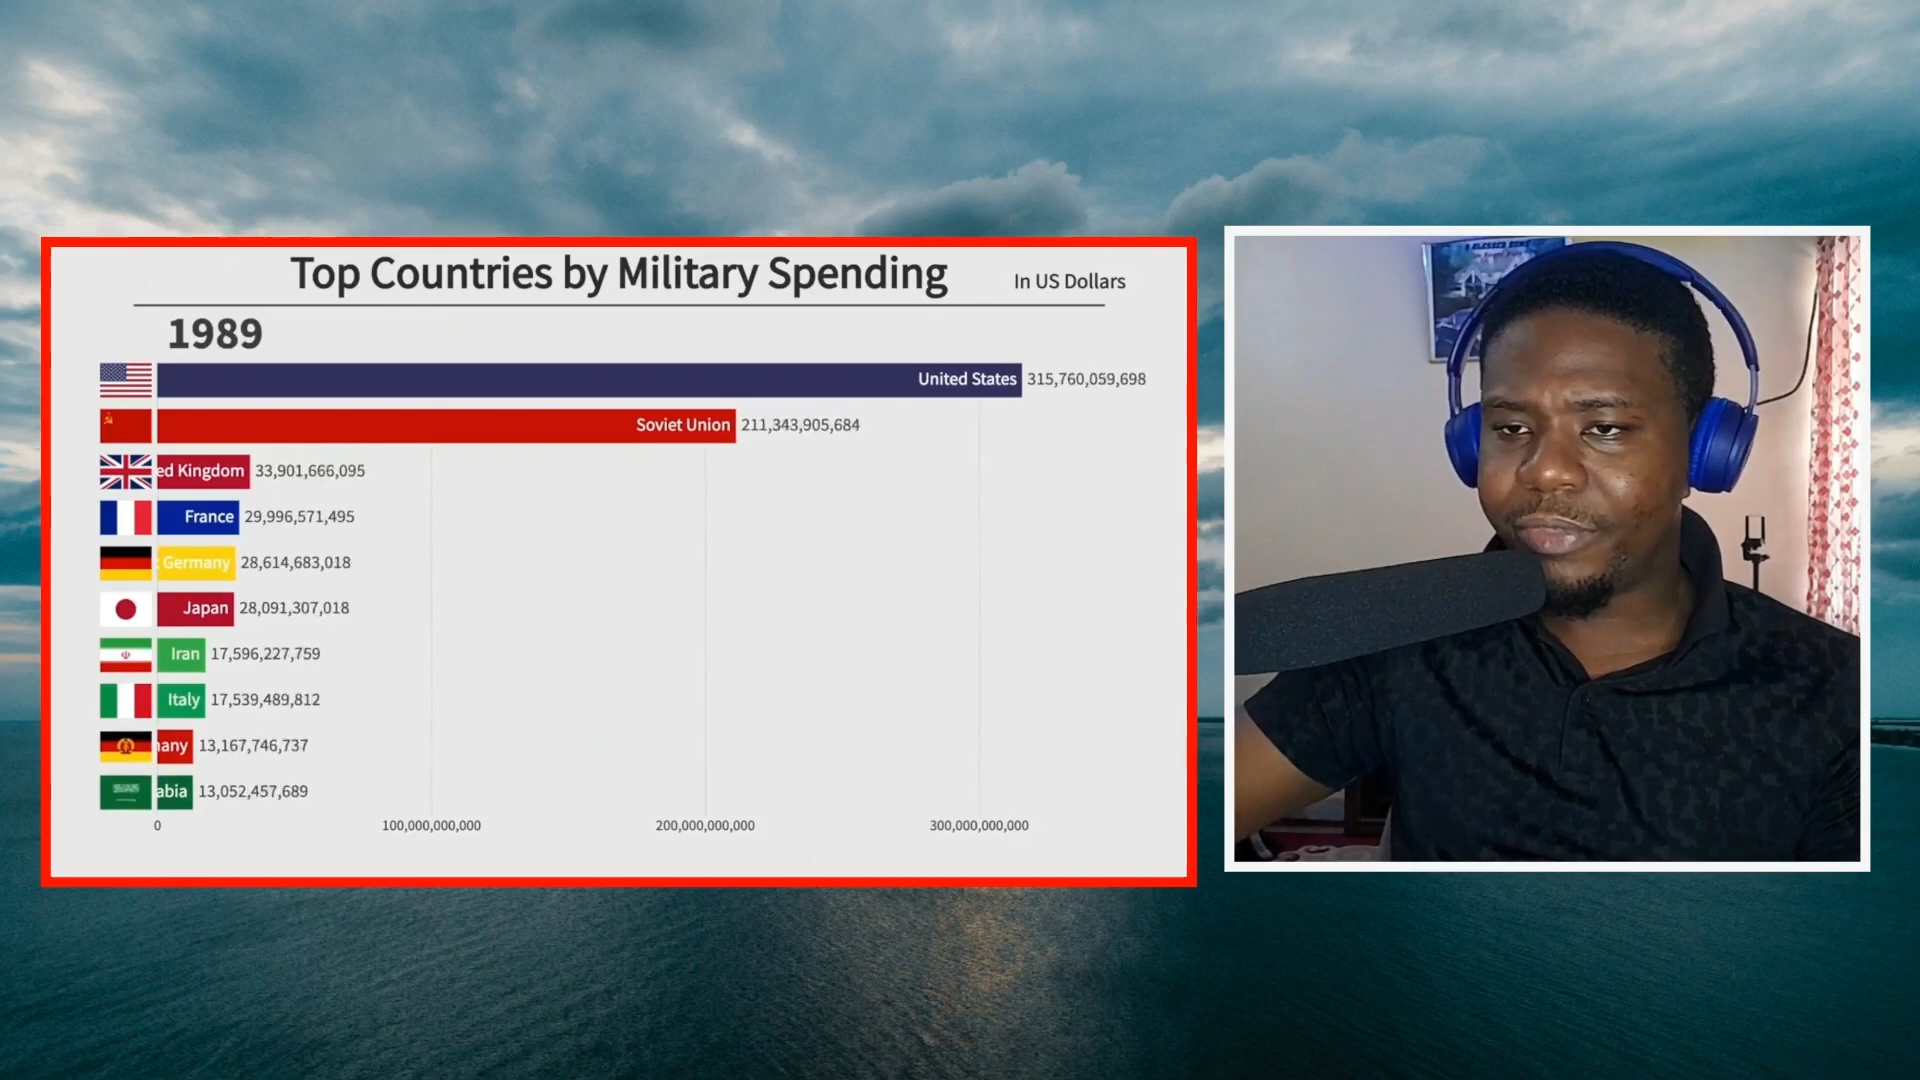 Top Countries by Military Spending
In US Dollars
1989
United States 315,760,059,698
Soviet Union 211,343,905,684
ed Kingdom 33,901,666,095
France 29,996,571,495
Germany 28,614,683,018
Japan 28,091,307,018
Iran 17,596,227,759
Italy 17,539,489,812
any 13,167,746,737
abia 13,052,457,689
0 100,000,000,000 200,000,000,000 300,000,000,000